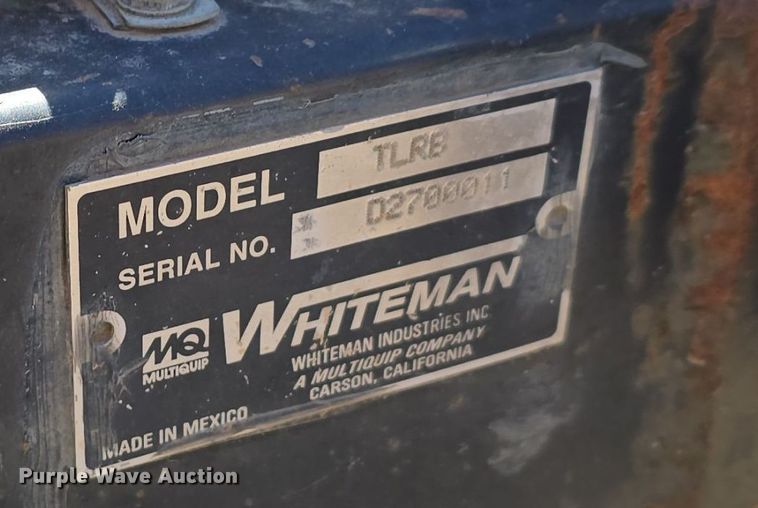 MODEL TLRB
SERIAL NO. * D2700011 *
MQ
MULTIQUIP
WHITEMAN
WHITEMAN INDUSTRIES INC
A MULTIQUIP COMPANY
CARSON, CALIFORNIA
MADE IN MEXICO
Purple Wave Auction